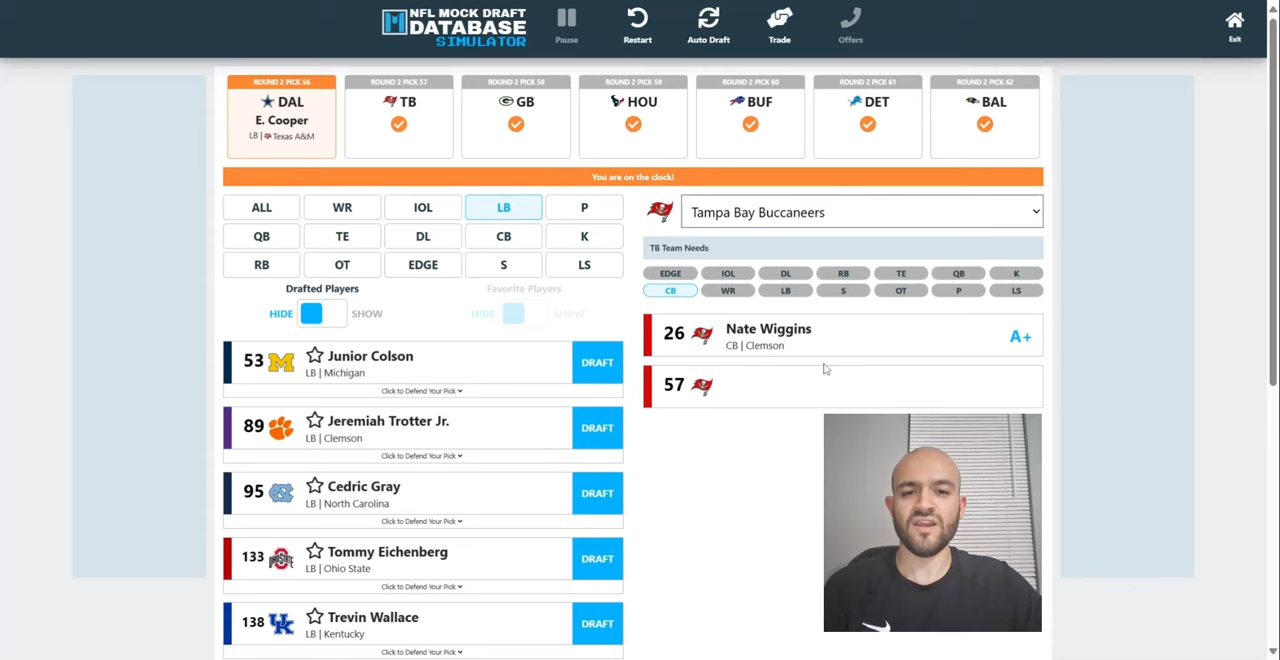 NFL MOCK DRAFT
DATABASE
SIMULATOR
Pause
Restart
Auto Draft
Trade
Offers
Exit
ROUND 2 PICK 56
DAL
E. Cooper
LB | Texas A&M
ROUND 2 PICK 57
TB
ROUND 2 PICK 58
GB
ROUND 2 PICK 59
HOU
ROUND 2 PICK 60
BUF
ROUND 2 PICK 61
DET
ROUND 2 PICK 62
BAL
You are on the clock!
ALL WR IOL LB P
QB TE DL CB K
RB OT EDGE S LS
Drafted Players
HIDE SHOW
Favorite Players
HIDE SHOW
53 Junior Colson
LB | Michigan
DRAFT
Click to Defend Your Pick
89 Jeremiah Trotter Jr.
LB | Clemson
DRAFT
Click to Defend Your Pick
95 Cedric Gray
LB | North Carolina
DRAFT
Click to Defend Your Pick
133 Tommy Eichenberg
LB | Ohio State
DRAFT
Click to Defend Your Pick
138 Trevin Wallace
LB | Kentucky
DRAFT
Click to Defend Your Pick
Tampa Bay Buccaneers
TB Team Needs
EDGE IOL DL RB TE QB K
CB WR LB S OT P LS
26 Nate Wiggins
CB | Clemson
A+
57